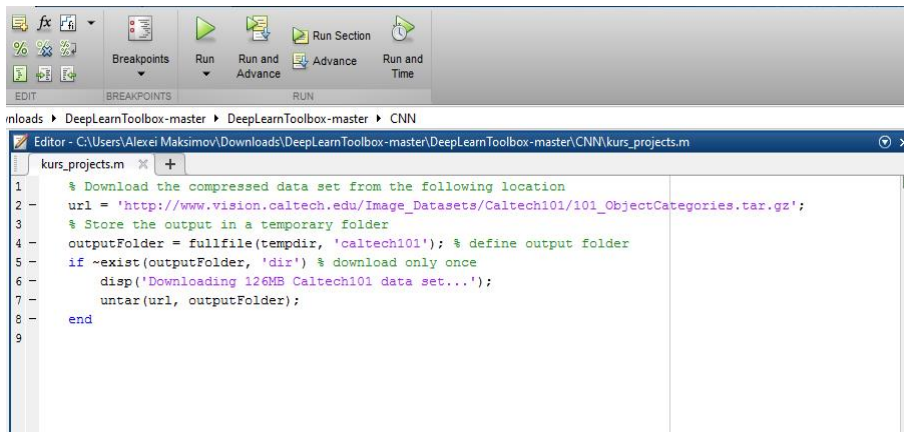 fx fi
Breakpoints Run Run and Advance Run Section Advance Run and Time
EDIT BREAKPOINTS RUN
nloads ▸ DeepLearnToolbox-master ▸ DeepLearnToolbox-master ▸ CNN
Editor - C:\Users\Alexei Maksimov\Downloads\DeepLearnToolbox-master\DeepLearnToolbox-master\CNN\kurs_projects.m
kurs_projects.m × +
1 % Download the compressed data set from the following location
2 - url = 'http://www.vision.caltech.edu/Image_Datasets/Caltech101/101_ObjectCategories.tar.gz';
3 % Store the output in a temporary folder
4 - outputFolder = fullfile(tempdir, 'caltech101'); % define output folder
5 - if ~exist(outputFolder, 'dir') % download only once
6 - disp('Downloading 126MB Caltech101 data set...');
7 - untar(url, outputFolder);
8 - end
9